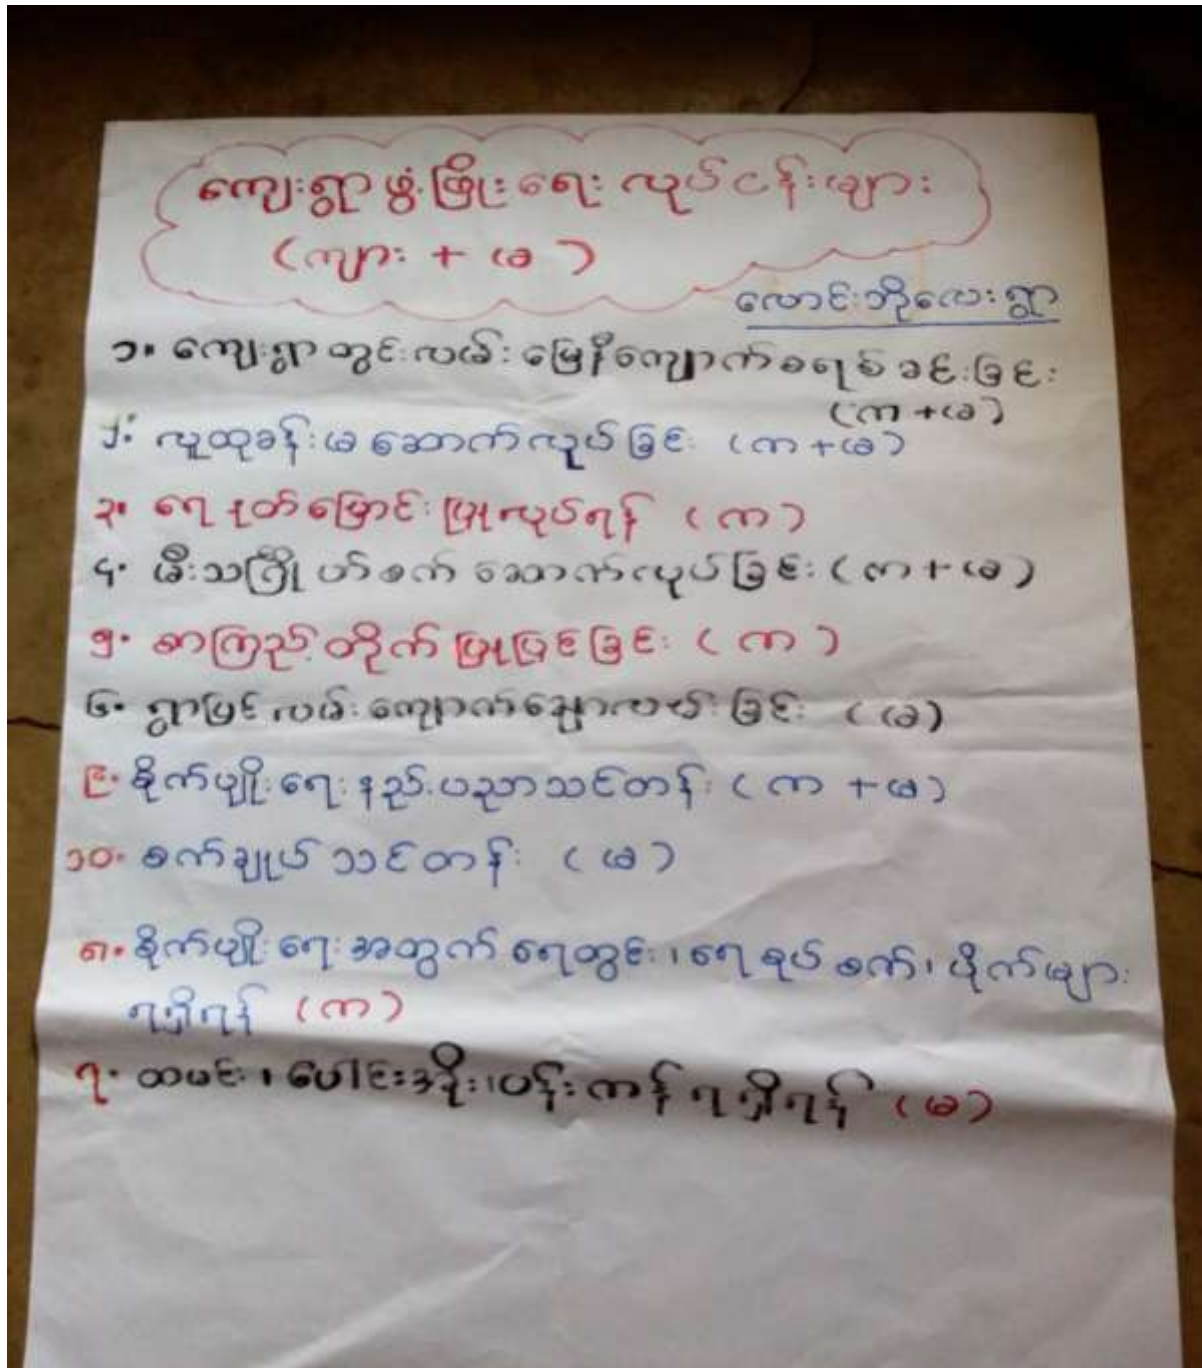 ကျေးရွာဖွံ့ဖြိုးရေး လုပ်ငန်းများ
(ကျား + မ)
လောင်းဘိုလေးရွာ
၁။ ကျေးရွာတွင်းလမ်း မြေနီကျောက်စရစ်ခင်းခြင်း
(က + မ)
၂။ လူထုခန်းမ ဆောက်လုပ်ခြင်း (က + မ)
၃။ ရေနုတ်မြောင်း ပြုလုပ်ရန် (က)
၄. မီးသဂြိုဟ်စက် ဆောက်လုပ်ခြင်း (က + မ)
၅. စာကြည့်တိုက် ပြုပြင်ခြင်း (က)
၆. ရွာပြင်လမ်း ကျောက်ချောလမ်းခြင်း (မ)
၉. စိုက်ပျိုးရေး နည်းပညာသင်တန်း (က + မ)
၁၀. စက်ချုပ်သင်တန်း (မ)
၈. စိုက်ပျိုးရေးအတွက် ရေတွင်း၊ ရေစုပ်စက်၊ ပိုက်များ
ရရှိရန် (က)
၇. ထမင်း၊ ပေါင်းအိုး၊ ပန်းကန် ရရှိရန် (မ)